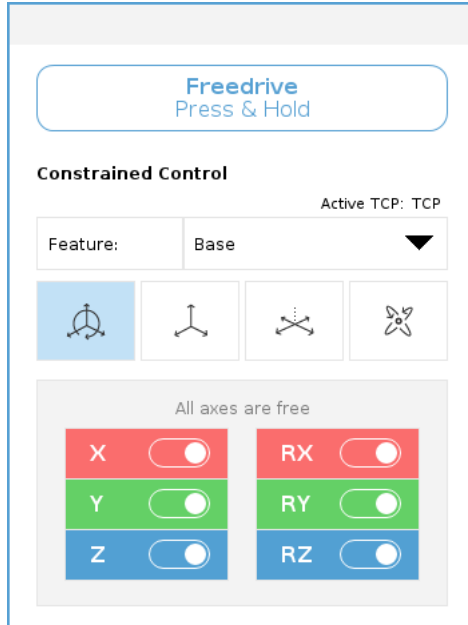 Freedrive
Press & Hold
Constrained Control
Active TCP: TCP
Feature: Base
All axes are free
X RX
Y RY
Z RZ